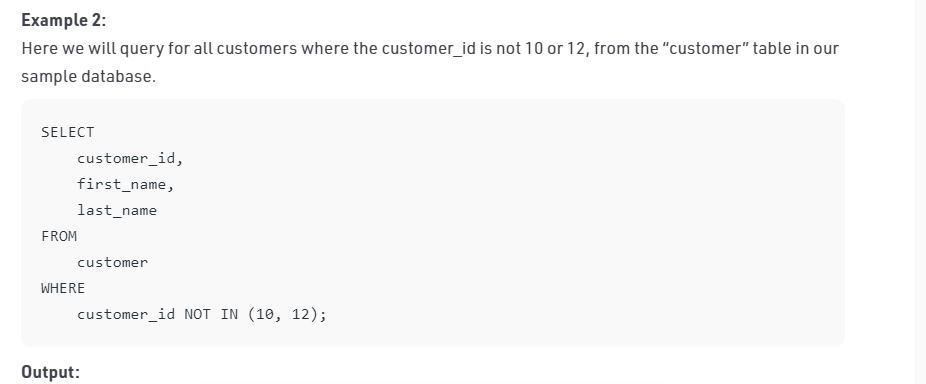 Example 2:
Here we will query for all customers where the customer_id is not 10 or 12, from the “customer” table in our
sample database.
SELECT
    customer_id,
    first_name,
    last_name
FROM
    customer
WHERE
    customer_id NOT IN (10, 12);
Output: